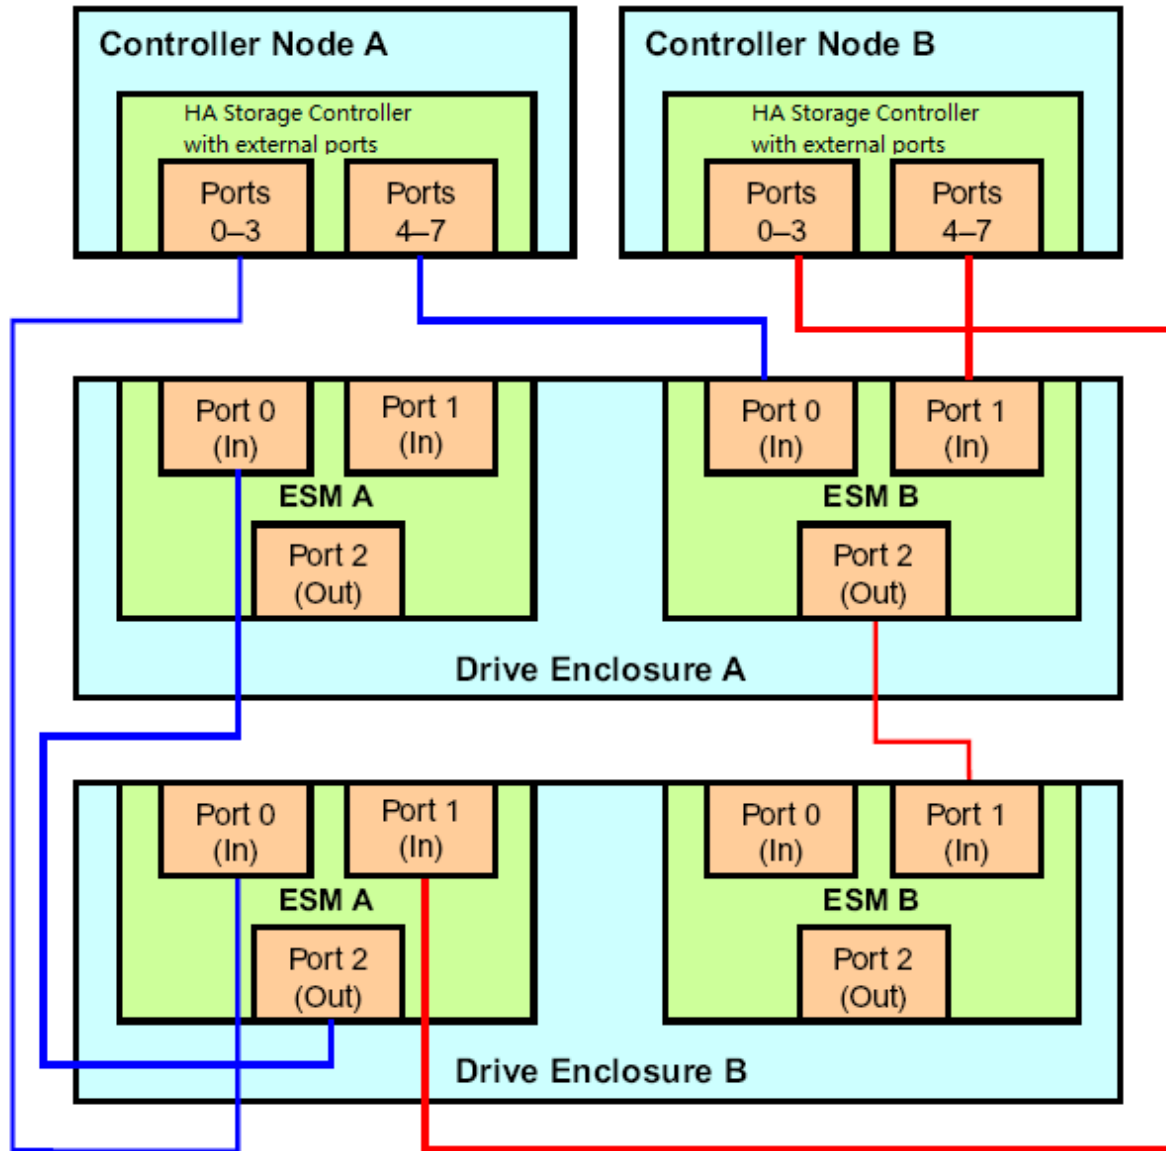 Controller Node A
HA Storage Controller
with external ports
Ports
0–3
Ports
4–7
Controller Node B
HA Storage Controller
with external ports
Ports
0–3
Ports
4–7
Port 0
(In)
Port 1
(In)
ESM A
Port 2
(Out)
Port 0
(In)
Port 1
(In)
ESM B
Port 2
(Out)
Drive Enclosure A
Port 0
(In)
Port 1
(In)
ESM A
Port 2
(Out)
Port 0
(In)
Port 1
(In)
ESM B
Port 2
(Out)
Drive Enclosure B